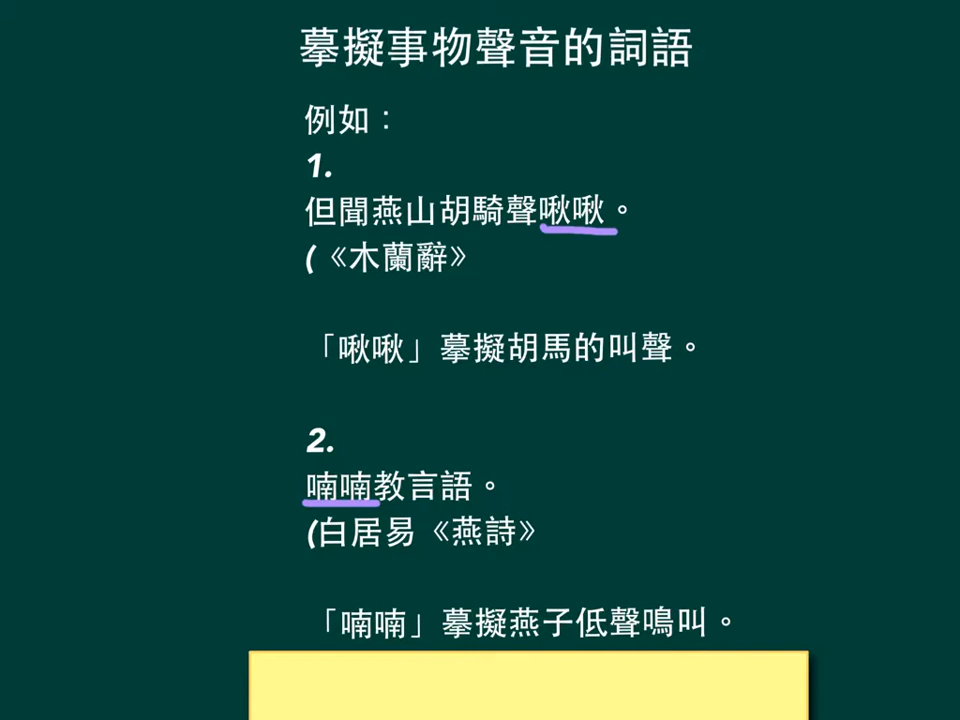 摹擬事物聲音的詞語
例如：
1.
但聞燕山胡騎聲啾啾。
(《木蘭辭》
「啾啾」摹擬胡馬的叫聲。
2.
喃喃教言語。
(白居易《燕詩》
「喃喃」摹擬燕子低聲鳴叫。